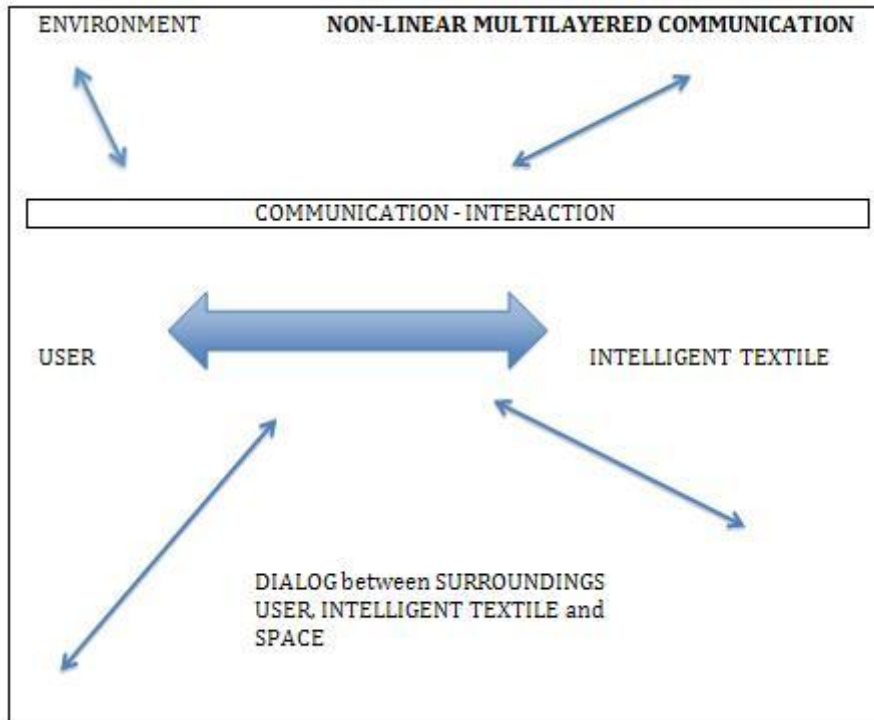 ENVIRONMENT
NON-LINEAR MULTILAYERED COMMUNICATION
COMMUNICATION - INTERACTION
USER
INTELLIGENT TEXTILE
DIALOG between SURROUNDINGS
USER, INTELLIGENT TEXTILE and
SPACE